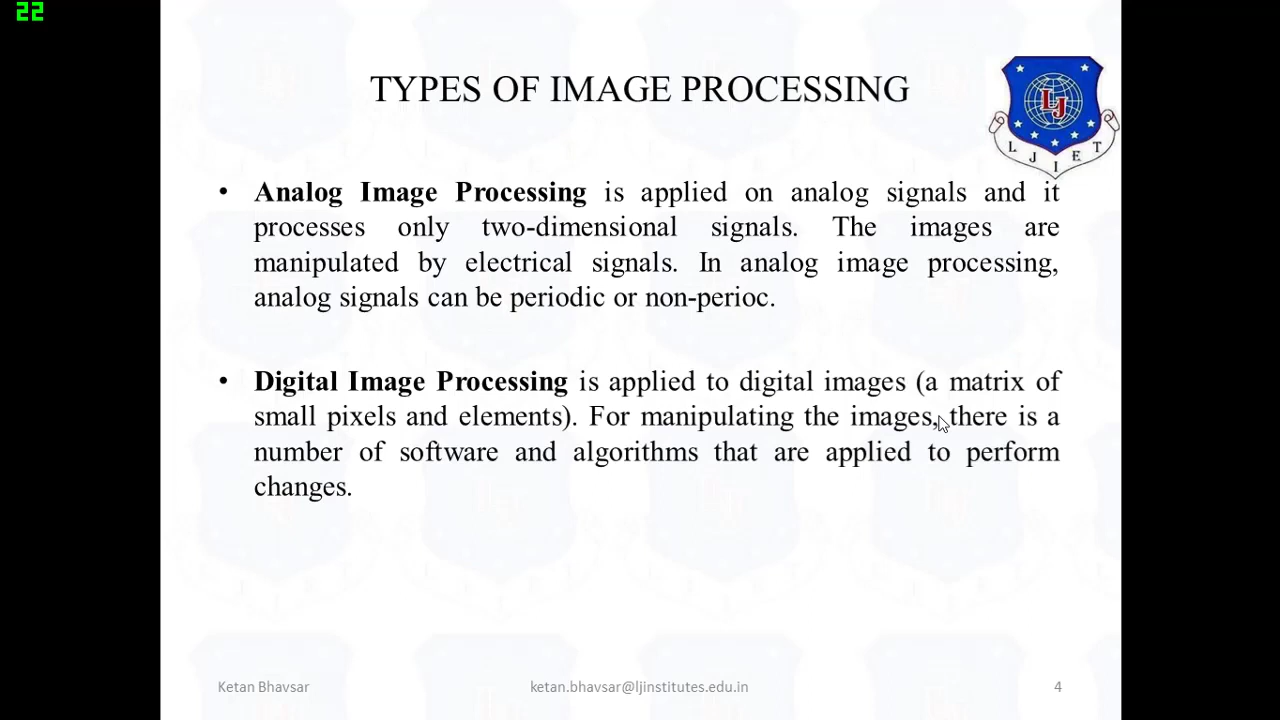 22
TYPES OF IMAGE PROCESSING
LJ
L J I E T
• Analog Image Processing is applied on analog signals and it
processes only two-dimensional signals. The images are
manipulated by electrical signals. In analog image processing,
analog signals can be periodic or non-perioc.
• Digital Image Processing is applied to digital images (a matrix of
small pixels and elements). For manipulating the images, there is a
number of software and algorithms that are applied to perform
changes.
Ketan Bhavsar
ketan.bhavsar@ljinstitutes.edu.in
4